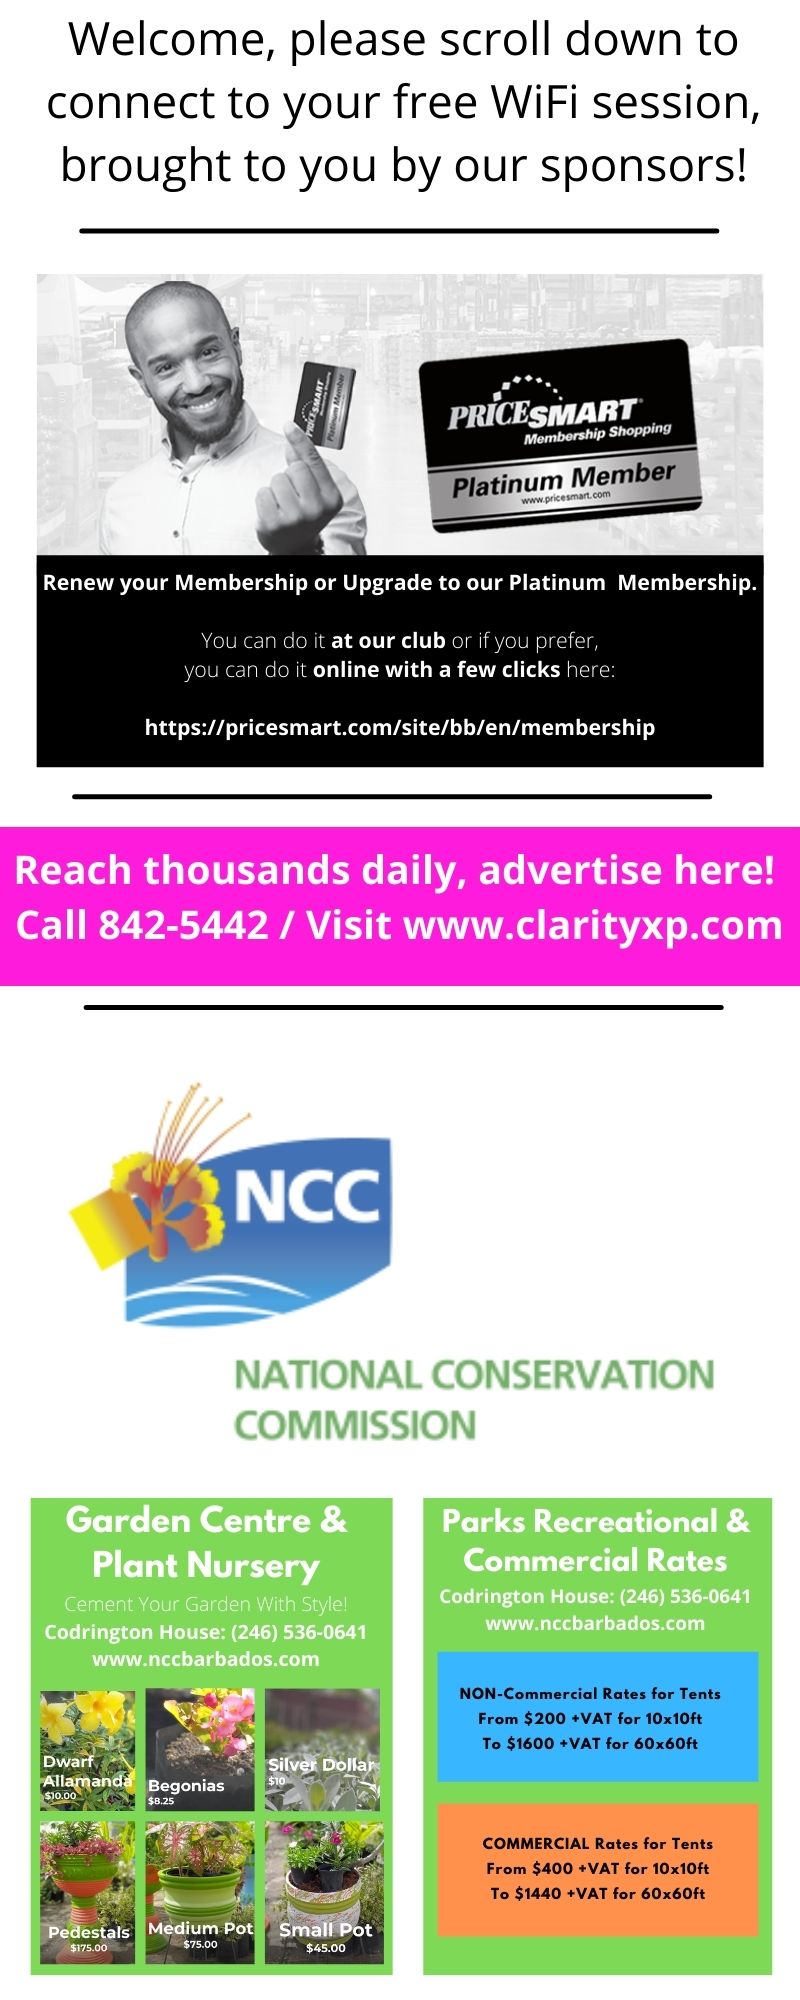 Welcome, please scroll down to
connect to your free WiFi session,
brought to you by our sponsors!
PRICESMART
Platinum Member
PRICESMART
Membership Shopping
Platinum Member
www.pricesmart.com
Renew your Membership or Upgrade to our Platinum Membership.
You can do it at our club or if you prefer,
you can do it online with a few clicks here:
https://pricesmart.com/site/bb/en/membership
Reach thousands daily, advertise here!
Call 842-5442 / Visit www.clarityxp.com
NCC
NATIONAL CONSERVATION
COMMISSION
Garden Centre &
Plant Nursery
Cement Your Garden With Style!
Codrington House: (246) 536-0641
www.nccbarbados.com
Dwarf
Allamanda
$10.00
Begonias
$8.25
Silver Dollar
$10
Pedestals
$175.00
Medium Pot
$75.00
Small Pot
$45.00
Parks Recreational &
Commercial Rates
Codrington House: (246) 536-0641
www.nccbarbados.com
NON-Commercial Rates for Tents
From $200 +VAT for 10x10ft
To $1600 +VAT for 60x60ft
COMMERCIAL Rates for Tents
From $400 +VAT for 10x10ft
To $1440 +VAT for 60x60ft